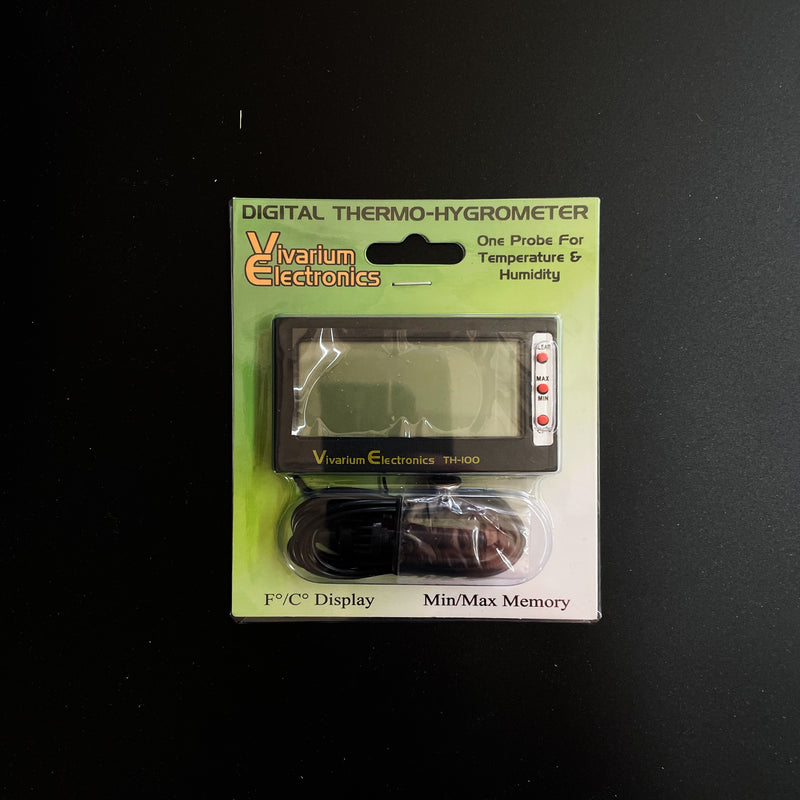 DIGITAL THERMO-HYGROMETER
Vivarium
Electronics
One Probe For
Temperature &
Humidity
MAX
MIN
Vivarium Electronics TH-100
F°/C° Display
Min/Max Memory